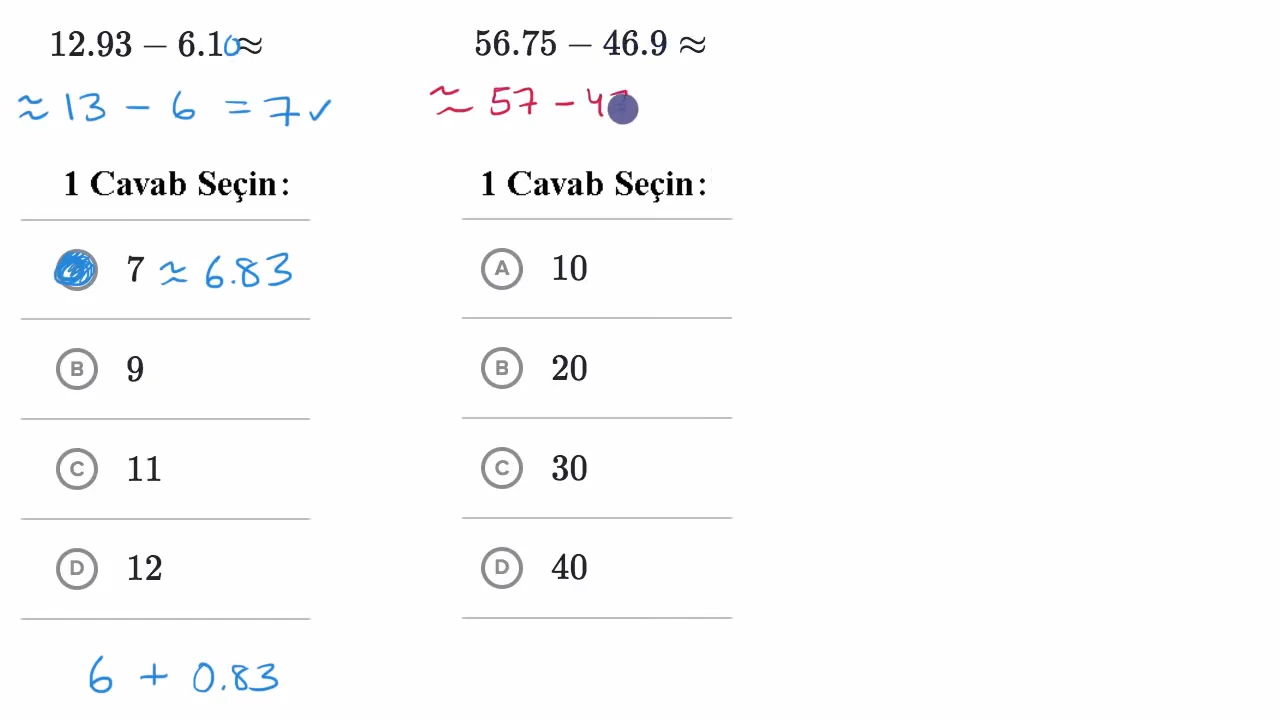 12.93 − 6.10 ≈
≈ 13 − 6 = 7 ✓
1 Cavab Seçin:
7 ≈ 6.83
B 9
C 11
D 12
6 + 0.83
56.75 − 46.9 ≈
≈ 57 − 47
1 Cavab Seçin:
A 10
B 20
C 30
D 40